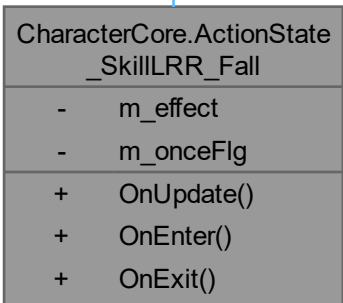 CharacterCore.ActionState
_SkillLRR_Fall
- m_effect
- m_onceFlg
+ OnUpdate()
+ OnEnter()
+ OnExit()